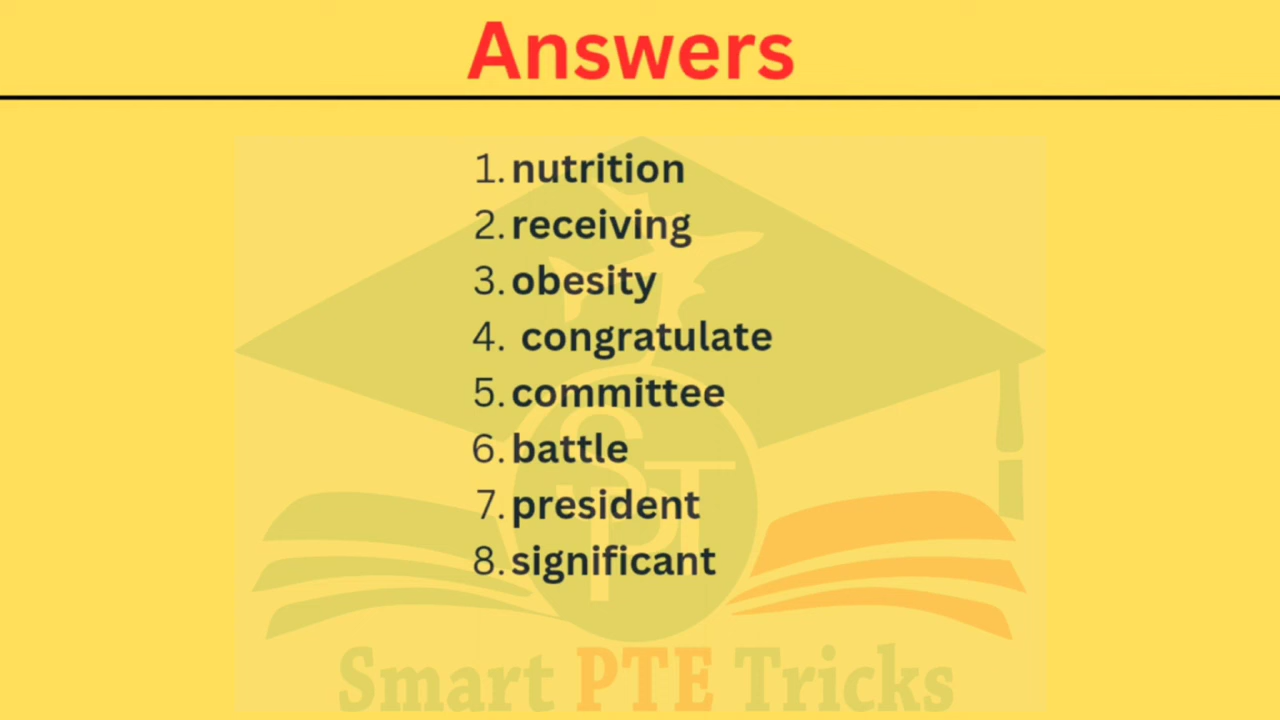 Answers
1. nutrition
2. receiving
3. obesity
4. congratulate
5. committee
6. battle
7. president
8. significant
SPT
Smart PTE Tricks